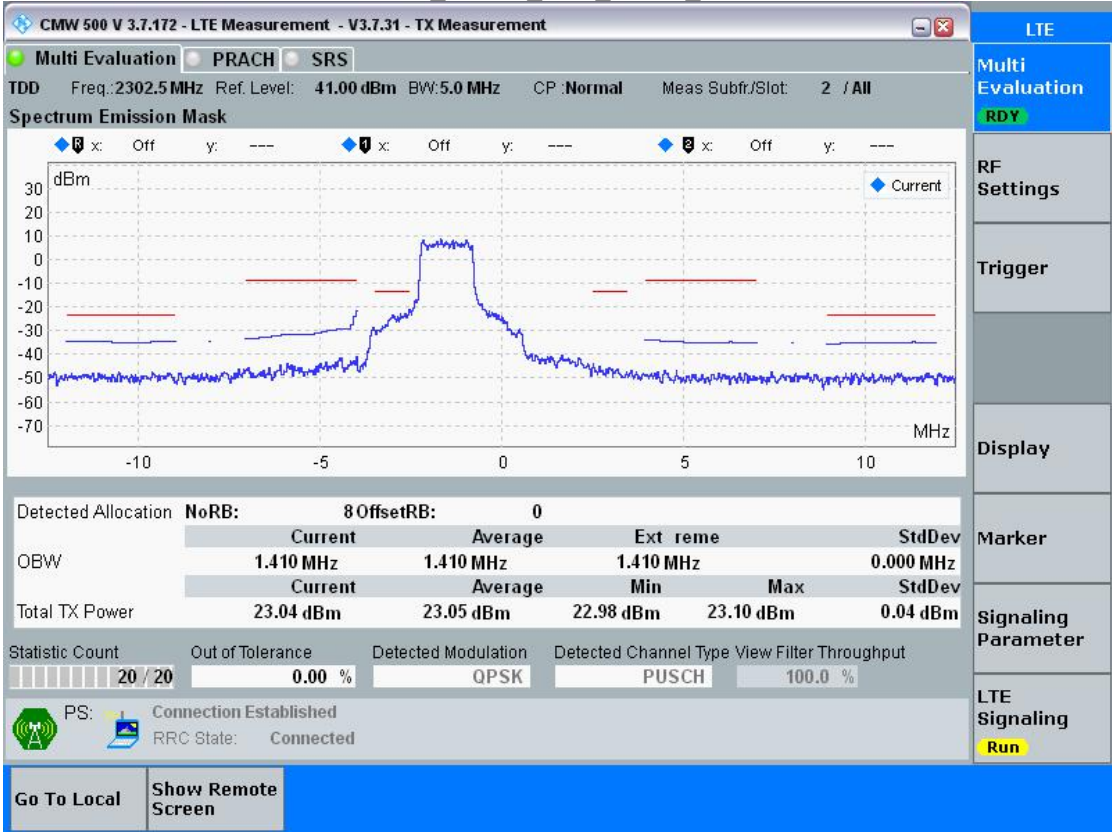 CMW 500 V 3.7.172 - LTE Measurement - V3.7.31 - TX Measurement
LTE
Multi Evaluation PRACH SRS
Multi Evaluation
RDY
TDD Freq.:2302.5 MHz Ref. Level: 41.00 dBm BW:5.0 MHz CP :Normal Meas Subfr./Slot: 2 / All
Spectrum Emission Mask
R x: Off y: --- 1 x: Off y: --- 2 x: Off y: ---
dBm
Current
30
20
10
0
-10
-20
-30
-40
-50
-60
-70
MHz
-10 -5 0 5 10
RF Settings
Trigger
Display
Marker
Signaling Parameter
LTE Signaling
Run
Detected Allocation NoRB: 8 OffsetRB: 0
Current Average Ext reme StdDev
OBW 1.410 MHz 1.410 MHz 1.410 MHz 0.000 MHz
Current Average Min Max StdDev
Total TX Power 23.04 dBm 23.05 dBm 22.98 dBm 23.10 dBm 0.04 dBm
Statistic Count Out of Tolerance Detected Modulation Detected Channel Type View Filter Throughput
20 / 20 0.00 % QPSK PUSCH 100.0 %
PS: Connection Established
RRC State: Connected
Go To Local Show Remote Screen